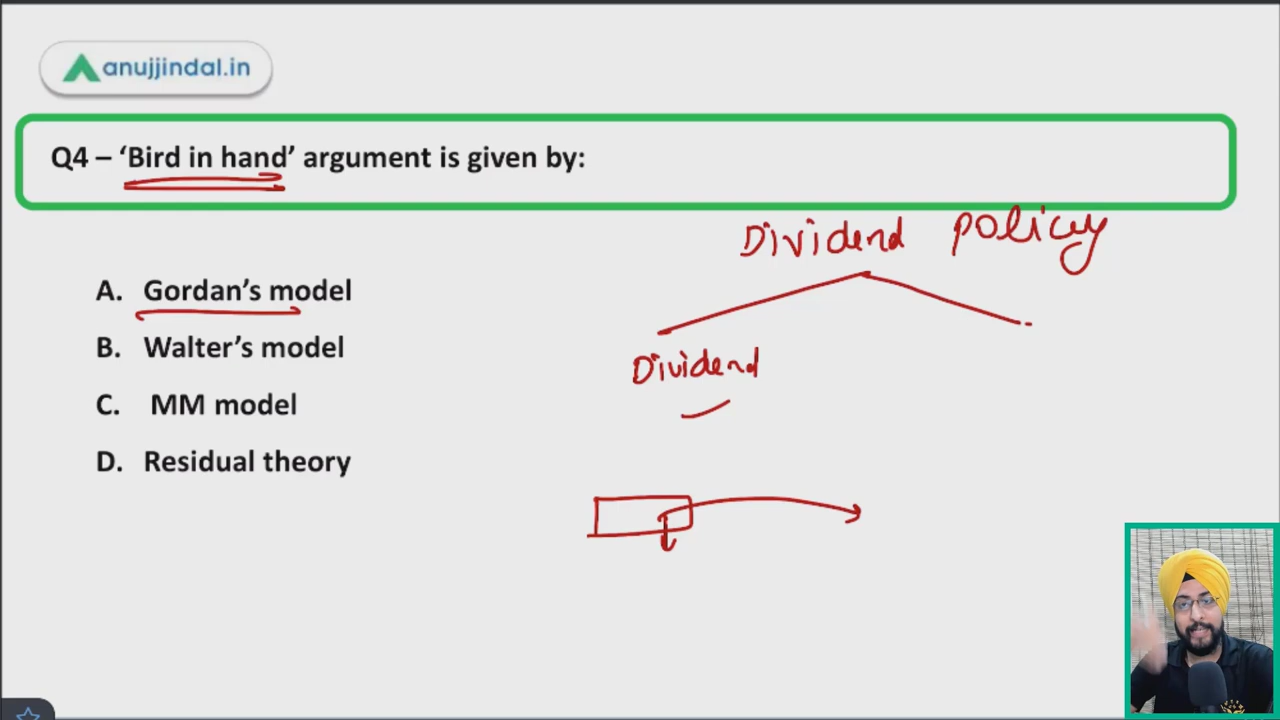 anujjindal.in
Q4 – ‘Bird in hand’ argument is given by:
Dividend policy
A. Gordan’s model
B. Walter’s model
C. MM model
D. Residual theory
Dividend